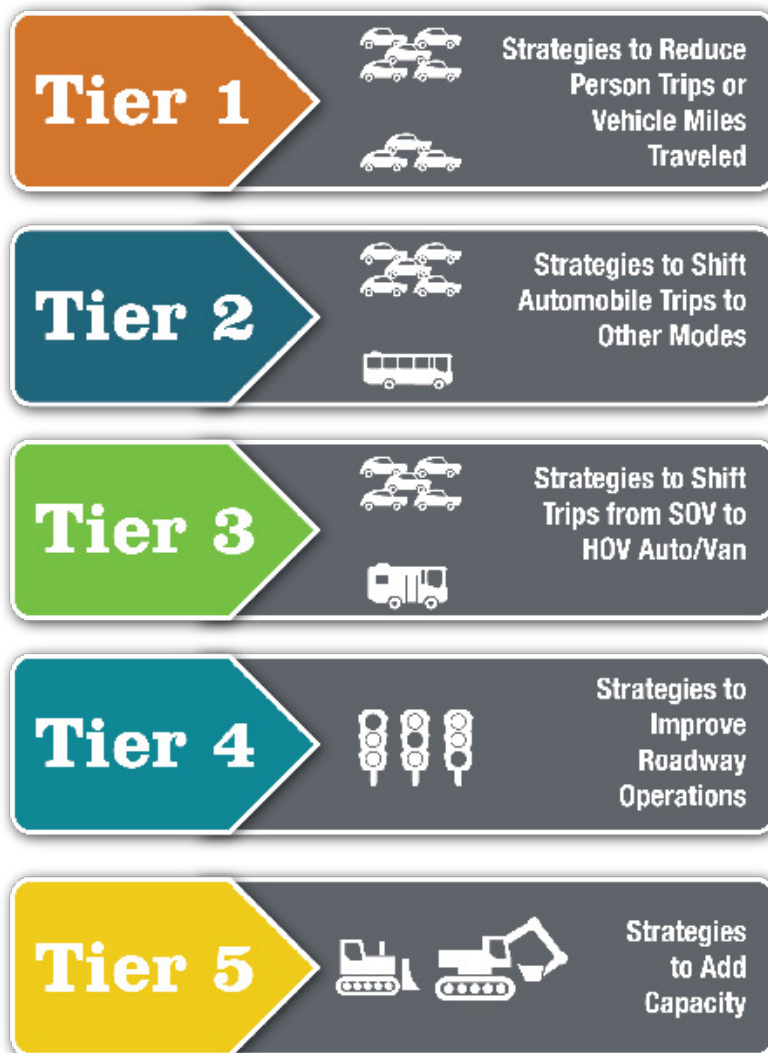 Tier 1
Strategies to Reduce
Person Trips or
Vehicle Miles
Traveled
Tier 2
Strategies to Shift
Automobile Trips to
Other Modes
Tier 3
Strategies to Shift
Trips from SOV to
HOV Auto/Van
Tier 4
Strategies to
Improve
Roadway
Operations
Tier 5
Strategies
to Add
Capacity